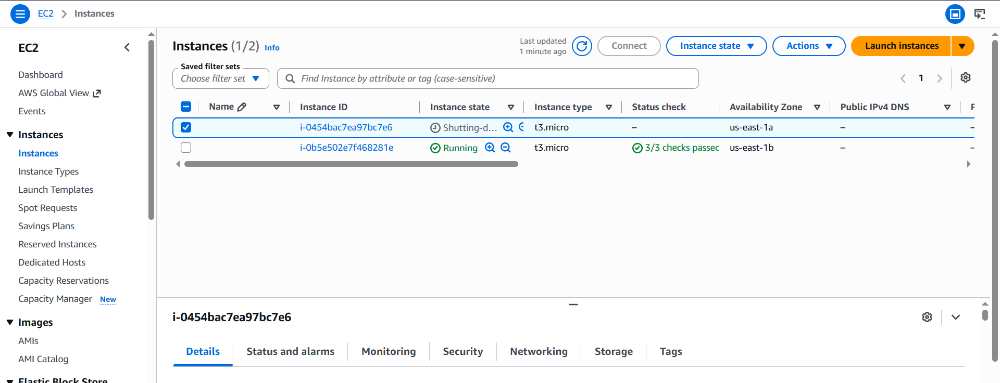 EC2 > Instances
EC2
Dashboard
AWS Global View
Events
Instances
Instances
Instance Types
Launch Templates
Spot Requests
Savings Plans
Reserved Instances
Dedicated Hosts
Capacity Reservations
Capacity Manager New
Images
AMIs
AMI Catalog
Elastic Block Store
Instances (1/2) Info
Last updated
1 minute ago
Connect
Instance state
Actions
Launch instances
Saved filter sets
Choose filter set
Find Instance by attribute or tag (case-sensitive)
1
Name Instance ID Instance state Instance type Status check Availability Zone Public IPv4 DNS
i-0454bac7ea97bc7e6 Shutting-d... t3.micro – us-east-1a – –
i-0b5e502e7f468281e Running t3.micro 3/3 checks passed us-east-1b – –
i-0454bac7ea97bc7e6
Details Status and alarms Monitoring Security Networking Storage Tags